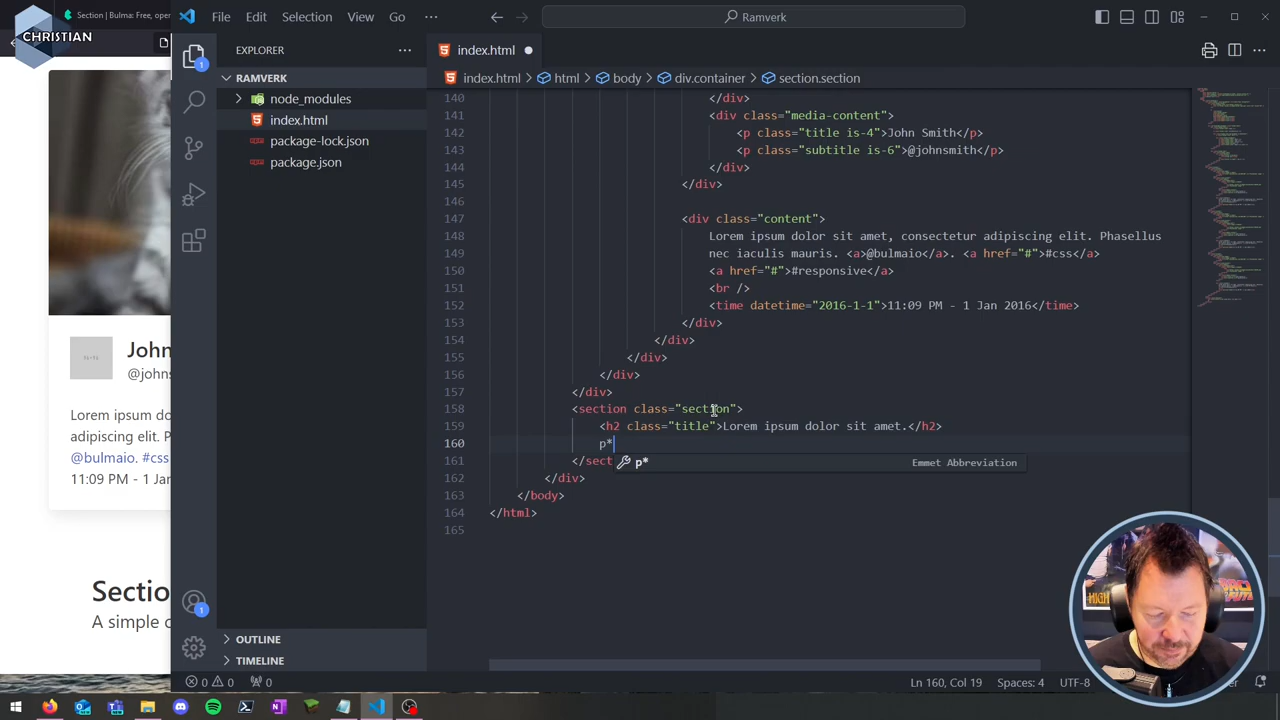 Section | Bulma: Free, open
CHRISTIAN
File Edit Selection View Go
Ramverk
EXPLORER
RAMVERK
node_modules
index.html
package-lock.json
package.json
OUTLINE
TIMELINE
index.html
index.html > html > body > div.container > section.section
140 </div>
141 <div class="media-content">
142 <p class="title is-4">John Smith</p>
143 <p class="subtitle is-6">@johnsmith</p>
144 </div>
145 </div>
146
147 <div class="content">
148 Lorem ipsum dolor sit amet, consectetur adipiscing elit. Phasellus
149 nec iaculis mauris. <a>@bulmaio</a>. <a href="#">#css</a>
150 <a href="#">#responsive</a>
151 <br />
152 <time datetime="2016-1-1">11:09 PM - 1 Jan 2016</time>
153 </div>
154 </div>
155 </div>
156 </div>
157 </div>
158 <section class="section">
159 <h2 class="title">Lorem ipsum dolor sit amet.</h2>
160 p*
p* Emmet Abbreviation
161 </sect
162 </div>
163 </body>
164 </html>
165
John
@johns
Lorem ipsum do
@bulmaio. #css
11:09 PM - 1 Jan
Sectio
A simple c
1
1
0 0 0
Ln 160, Col 19 Spaces: 4 UTF-8